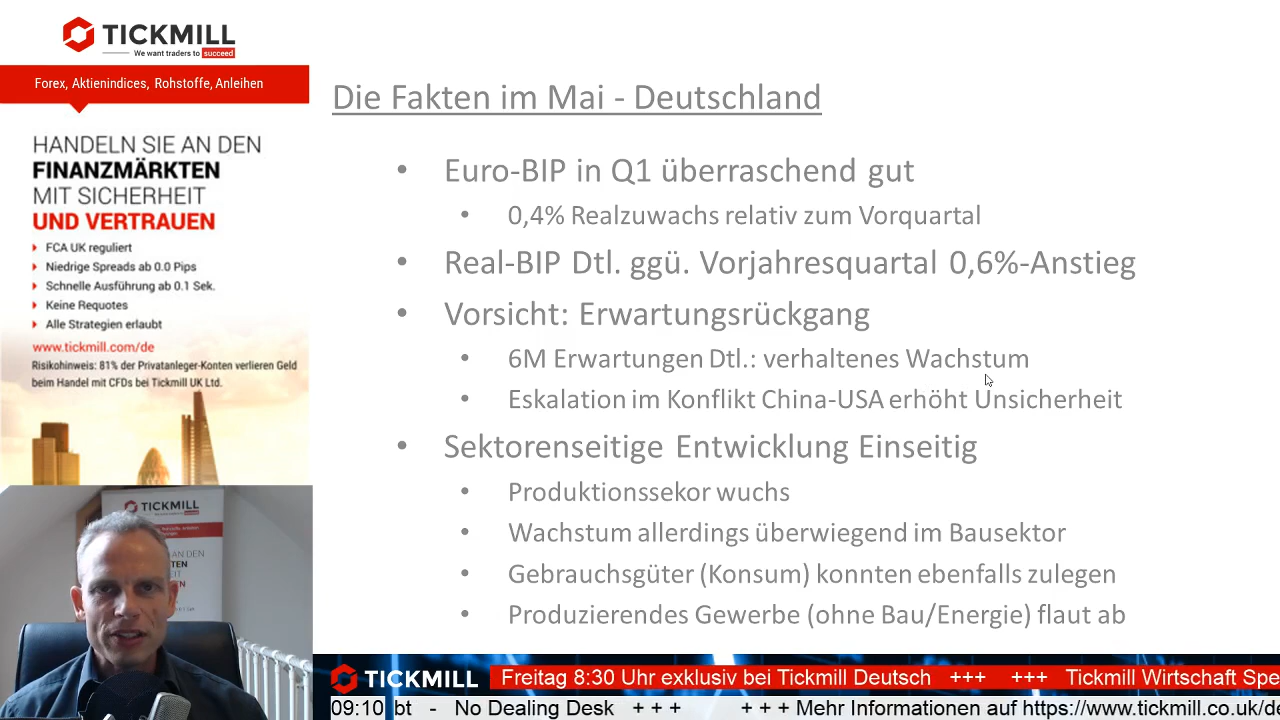 TICKMILL
We want traders to succeed
Forex, Aktienindices, Rohstoffe, Anleihen
HANDELN SIE AN DEN
FINANZMÄRKTEN
MIT SICHERHEIT
UND VERTRAUEN
FCA UK reguliert
Niedrige Spreads ab 0.0 Pips
Schnelle Ausführung ab 0.1 Sek.
Keine Requotes
Alle Strategien erlaubt
www.tickmill.com/de
Risikohinweis: 81% der Privatanleger-Konten verlieren Geld
beim Handel mit CFDs bei Tickmill UK Ltd.
TICKMILL
Die Fakten im Mai - Deutschland
• Euro-BIP in Q1 überraschend gut
• 0,4% Realzuwachs relativ zum Vorquartal
• Real-BIP Dtl. ggü. Vorjahresquartal 0,6%-Anstieg
• Vorsicht: Erwartungsrückgang
• 6M Erwartungen Dtl.: verhaltenes Wachstum
• Eskalation im Konflikt China-USA erhöht Unsicherheit
• Sektorenseitige Entwicklung Einseitig
• Produktionssekor wuchs
• Wachstum allerdings überwiegend im Bausektor
• Gebrauchsgüter (Konsum) konnten ebenfalls zulegen
• Produzierendes Gewerbe (ohne Bau/Energie) flaut ab
TICKMILL Freitag 8:30 Uhr exklusiv bei Tickmill Deutsch +++ +++ Tickmill Wirtschaft Spe
09:10 bt - No Dealing Desk + + + + + + Mehr Informationen auf https://www.tickmill.co.uk/de